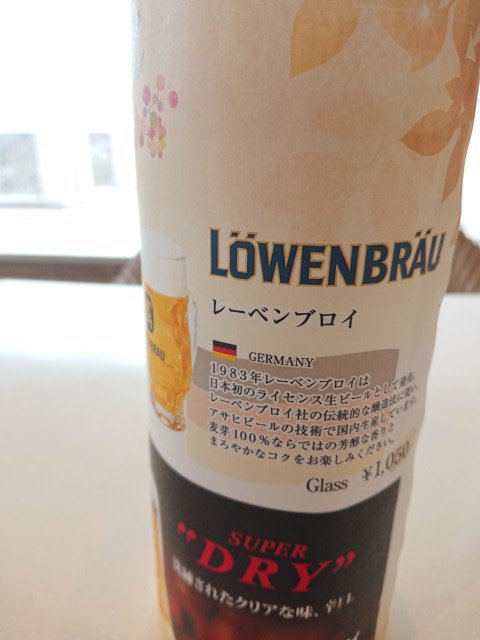 LÖWENBRÄU
レーベンブロイ
GERMANY
1983年レーベンブロイは
日本初のライセンス生ビールとして発売。
レーベンブロイ社の伝統的な醸造法に従い、
アサヒビールの技術で国内生産しています。
麦芽100%ならではの芳醇な香りと
まろやかなコクをお楽しみください。
Glass ¥1,050
SUPER
"DRY"
洗練されたクリアな味、辛口。